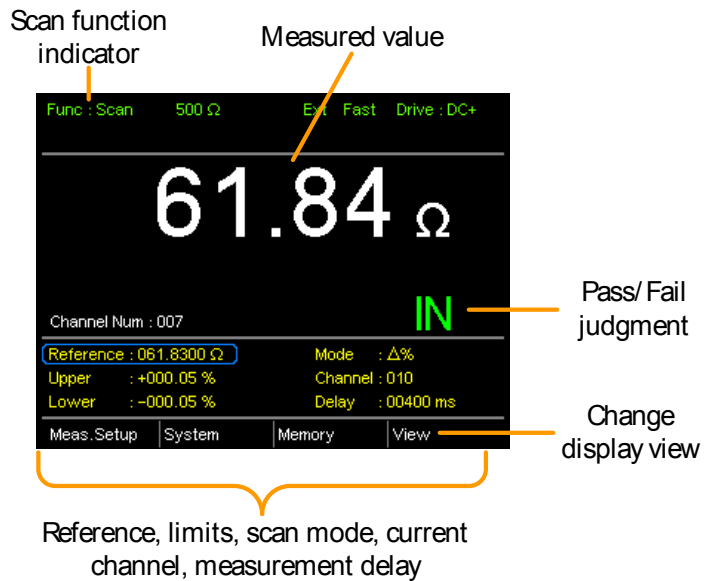 Scan function
indicator
Measured value
Func : Scan 500 Ω Ext Fast Drive : DC+
61.84 Ω
IN
Channel Num : 007
Pass/Fail
judgment
Reference : 061.8300 Ω Mode : Δ%
Upper : +000.05 % Channel : 010
Lower : −000.05 % Delay : 00400 ms
Meas.Setup System Memory View
Change
display view
Reference, limits, scan mode, current
channel, measurement delay